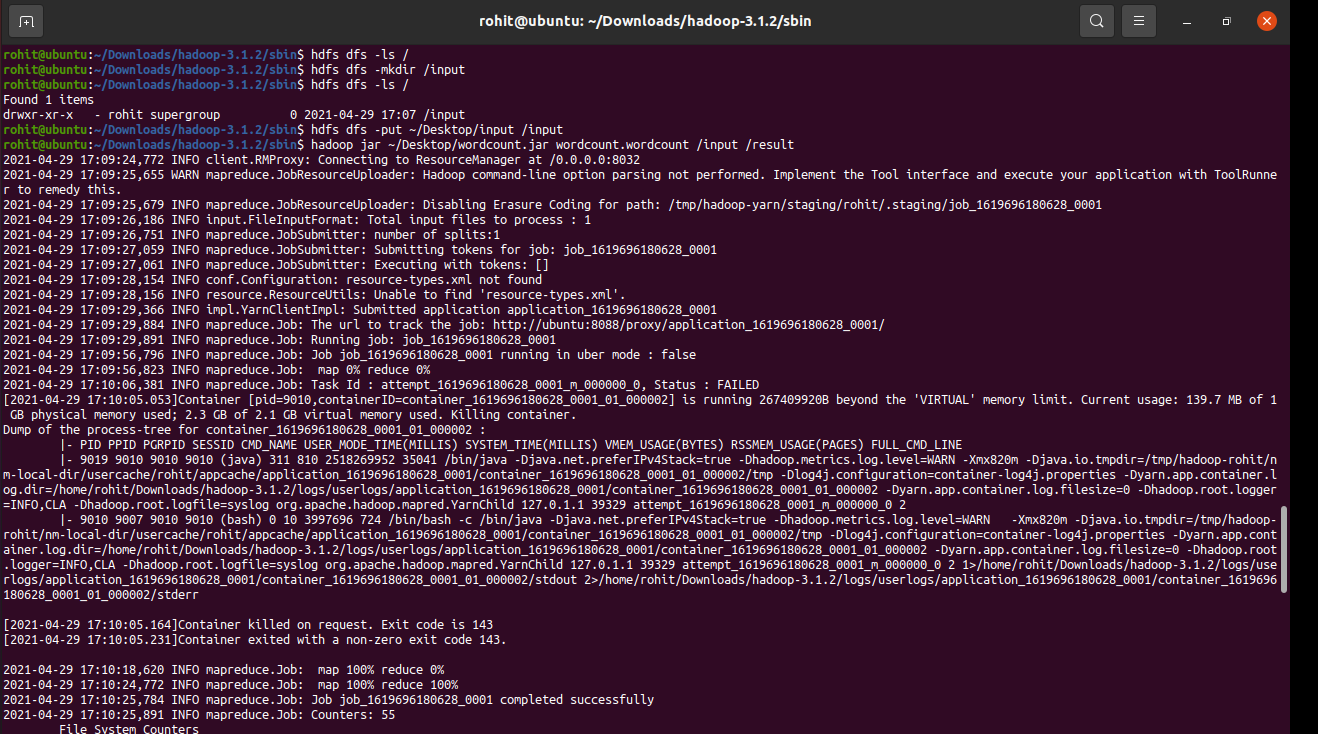 rohit@ubuntu: ~/Downloads/hadoop-3.1.2/sbin
rohit@ubuntu:~/Downloads/hadoop-3.1.2/sbin$ hdfs dfs -ls /
rohit@ubuntu:~/Downloads/hadoop-3.1.2/sbin$ hdfs dfs -mkdir /input
rohit@ubuntu:~/Downloads/hadoop-3.1.2/sbin$ hdfs dfs -ls /
Found 1 items
drwxr-xr-x   - rohit supergroup          0 2021-04-29 17:07 /input
rohit@ubuntu:~/Downloads/hadoop-3.1.2/sbin$ hdfs dfs -put ~/Desktop/input /input
rohit@ubuntu:~/Downloads/hadoop-3.1.2/sbin$ hadoop jar ~/Desktop/wordcount.jar wordcount.wordcount /input /result
2021-04-29 17:09:24,772 INFO client.RMProxy: Connecting to ResourceManager at /0.0.0.0:8032
2021-04-29 17:09:25,655 WARN mapreduce.JobResourceUploader: Hadoop command-line option parsing not performed. Implement the Tool interface and execute your application with ToolRunne
r to remedy this.
2021-04-29 17:09:25,679 INFO mapreduce.JobResourceUploader: Disabling Erasure Coding for path: /tmp/hadoop-yarn/staging/rohit/.staging/job_1619696180628_0001
2021-04-29 17:09:26,186 INFO input.FileInputFormat: Total input files to process : 1
2021-04-29 17:09:26,751 INFO mapreduce.JobSubmitter: number of splits:1
2021-04-29 17:09:27,059 INFO mapreduce.JobSubmitter: Submitting tokens for job: job_1619696180628_0001
2021-04-29 17:09:27,061 INFO mapreduce.JobSubmitter: Executing with tokens: []
2021-04-29 17:09:28,154 INFO conf.Configuration: resource-types.xml not found
2021-04-29 17:09:28,156 INFO resource.ResourceUtils: Unable to find 'resource-types.xml'.
2021-04-29 17:09:29,366 INFO impl.YarnClientImpl: Submitted application application_1619696180628_0001
2021-04-29 17:09:29,884 INFO mapreduce.Job: The url to track the job: http://ubuntu:8088/proxy/application_1619696180628_0001/
2021-04-29 17:09:29,891 INFO mapreduce.Job: Running job: job_1619696180628_0001
2021-04-29 17:09:56,796 INFO mapreduce.Job: Job job_1619696180628_0001 running in uber mode : false
2021-04-29 17:09:56,823 INFO mapreduce.Job:  map 0% reduce 0%
2021-04-29 17:10:06,381 INFO mapreduce.Job: Task Id : attempt_1619696180628_0001_m_000000_0, Status : FAILED
[2021-04-29 17:10:05.053]Container [pid=9010,containerID=container_1619696180628_0001_01_000002] is running 267409920B beyond the 'VIRTUAL' memory limit. Current usage: 139.7 MB of 1
 GB physical memory used; 2.3 GB of 2.1 GB virtual memory used. Killing container.
Dump of the process-tree for container_1619696180628_0001_01_000002 :
        |- PID PPID PGRPID SESSID CMD_NAME USER_MODE_TIME(MILLIS) SYSTEM_TIME(MILLIS) VMEM_USAGE(BYTES) RSSMEM_USAGE(PAGES) FULL_CMD_LINE
        |- 9019 9010 9010 9010 (java) 311 810 2518269952 35041 /bin/java -Djava.net.preferIPv4Stack=true -Dhadoop.metrics.log.level=WARN -Xmx820m -Djava.io.tmpdir=/tmp/hadoop-rohit/n
m-local-dir/usercache/rohit/appcache/application_1619696180628_0001/container_1619696180628_0001_01_000002/tmp -Dlog4j.configuration=container-log4j.properties -Dyarn.app.container.l
og.dir=/home/rohit/Downloads/hadoop-3.1.2/logs/userlogs/application_1619696180628_0001/container_1619696180628_0001_01_000002 -Dyarn.app.container.log.filesize=0 -Dhadoop.root.logger
=INFO,CLA -Dhadoop.root.logfile=syslog org.apache.hadoop.mapred.YarnChild 127.0.1.1 39329 attempt_1619696180628_0001_m_000000_0 2
        |- 9010 9007 9010 9010 (bash) 0 10 3997696 724 /bin/bash -c /bin/java -Djava.net.preferIPv4Stack=true -Dhadoop.metrics.log.level=WARN   -Xmx820m -Djava.io.tmpdir=/tmp/hadoop-
rohit/nm-local-dir/usercache/rohit/appcache/application_1619696180628_0001/container_1619696180628_0001_01_000002/tmp -Dlog4j.configuration=container-log4j.properties -Dyarn.app.cont
ainer.log.dir=/home/rohit/Downloads/hadoop-3.1.2/logs/userlogs/application_1619696180628_0001/container_1619696180628_0001_01_000002 -Dyarn.app.container.log.filesize=0 -Dhadoop.root
.logger=INFO,CLA -Dhadoop.root.logfile=syslog org.apache.hadoop.mapred.YarnChild 127.0.1.1 39329 attempt_1619696180628_0001_m_000000_0 2 1>/home/rohit/Downloads/hadoop-3.1.2/logs/use
rlogs/application_1619696180628_0001/container_1619696180628_0001_01_000002/stdout 2>/home/rohit/Downloads/hadoop-3.1.2/logs/userlogs/application_1619696180628_0001/container_1619696
180628_0001_01_000002/stderr
[2021-04-29 17:10:05.164]Container killed on request. Exit code is 143
[2021-04-29 17:10:05.231]Container exited with a non-zero exit code 143.
2021-04-29 17:10:18,620 INFO mapreduce.Job:  map 100% reduce 0%
2021-04-29 17:10:24,772 INFO mapreduce.Job:  map 100% reduce 100%
2021-04-29 17:10:25,784 INFO mapreduce.Job: Job job_1619696180628_0001 completed successfully
2021-04-29 17:10:25,891 INFO mapreduce.Job: Counters: 55
        File System Counters